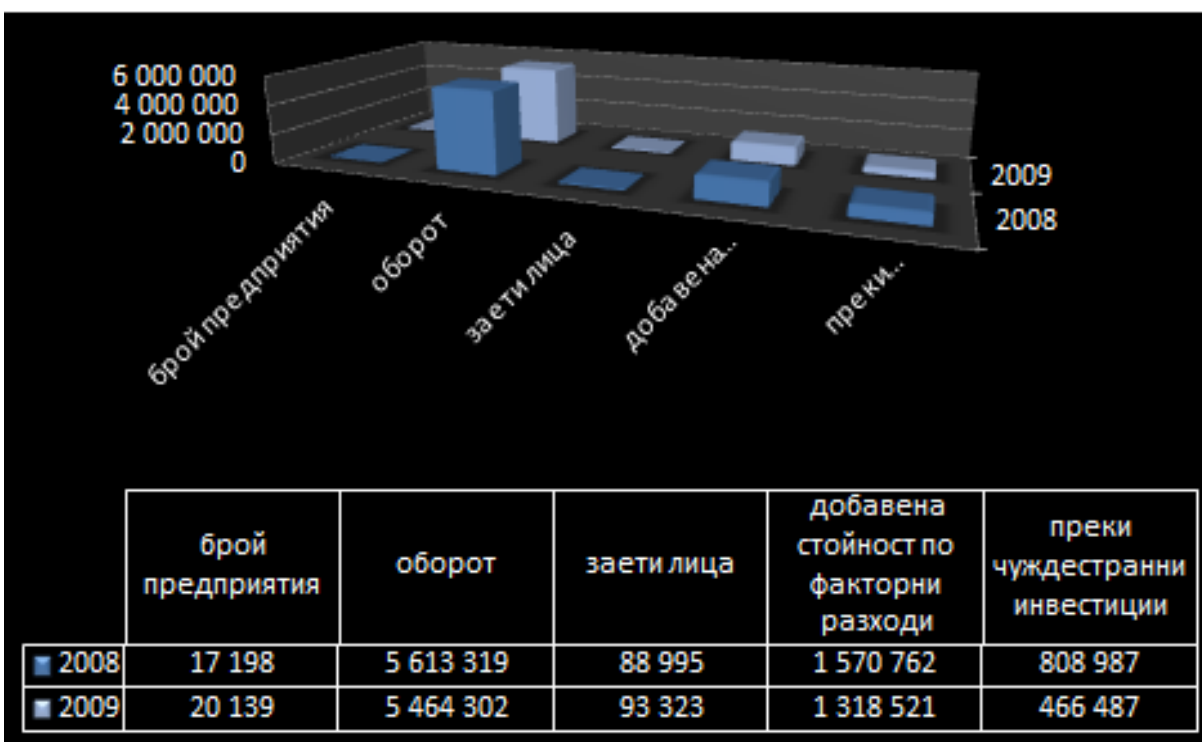 6 000 000
4 000 000
2 000 000
0
2009
2008
брой предприятия
оборот
заети лица
добавена..
преки..
брой
предприятия
оборот
заети лица
добавена
стойност по
факторни
разходи
преки
чуждестранни
инвестиции
2008 17 198 5 613 319 88 995 1 570 762 808 987
2009 20 139 5 464 302 93 323 1 318 521 466 487